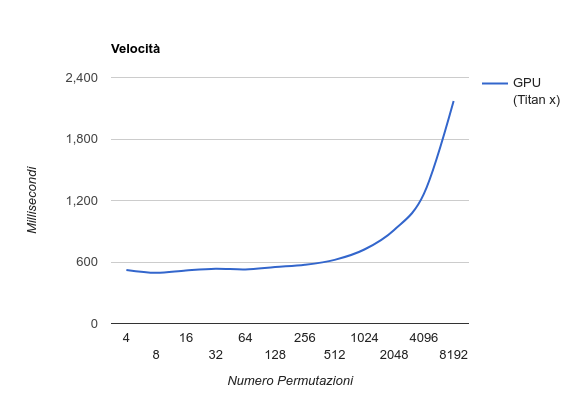 Velocità
2,400
1,800
1,200
600
0
Millisecondi
4 16 64 256 1024 4096
8 32 128 512 2048 8192
Numero Permutazioni
GPU
(Titan x)